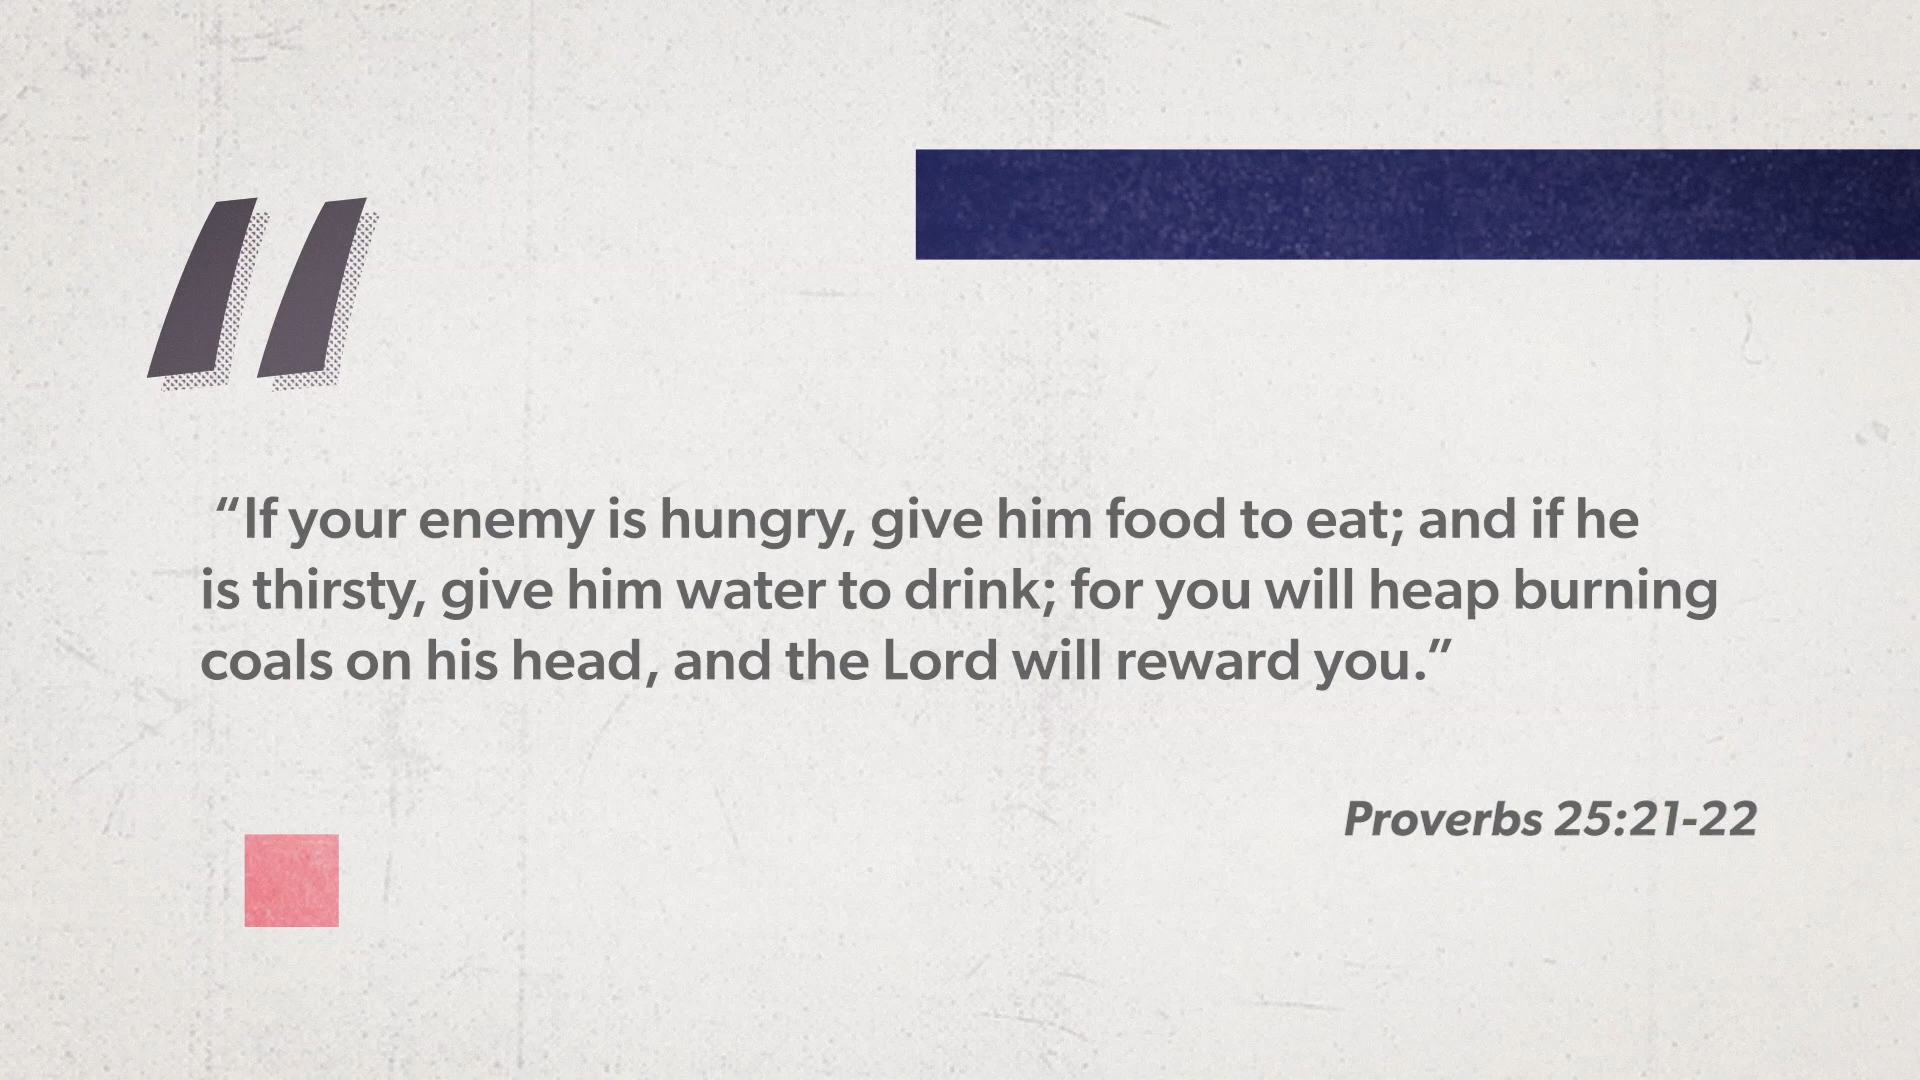 “If your enemy is hungry, give him food to eat; and if he
is thirsty, give him water to drink; for you will heap burning
coals on his head, and the Lord will reward you.”
Proverbs 25:21-22